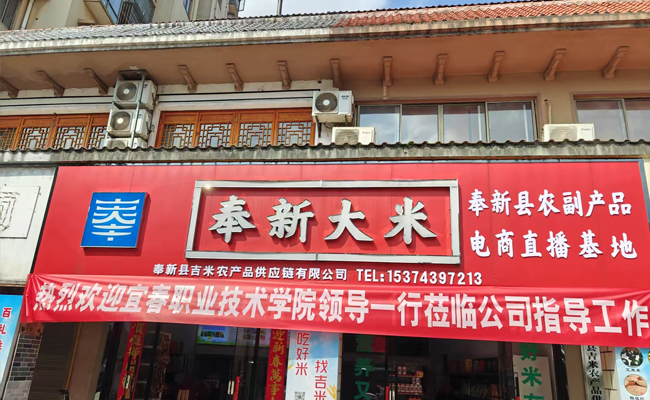 奉新大米
奉新县农副产品
电商直播基地
奉新县吉米农产品供应链有限公司 TEL:15374397213
热烈欢迎宜春职业技术学院领导一行莅临公司指导工作
吃好米
找吉米